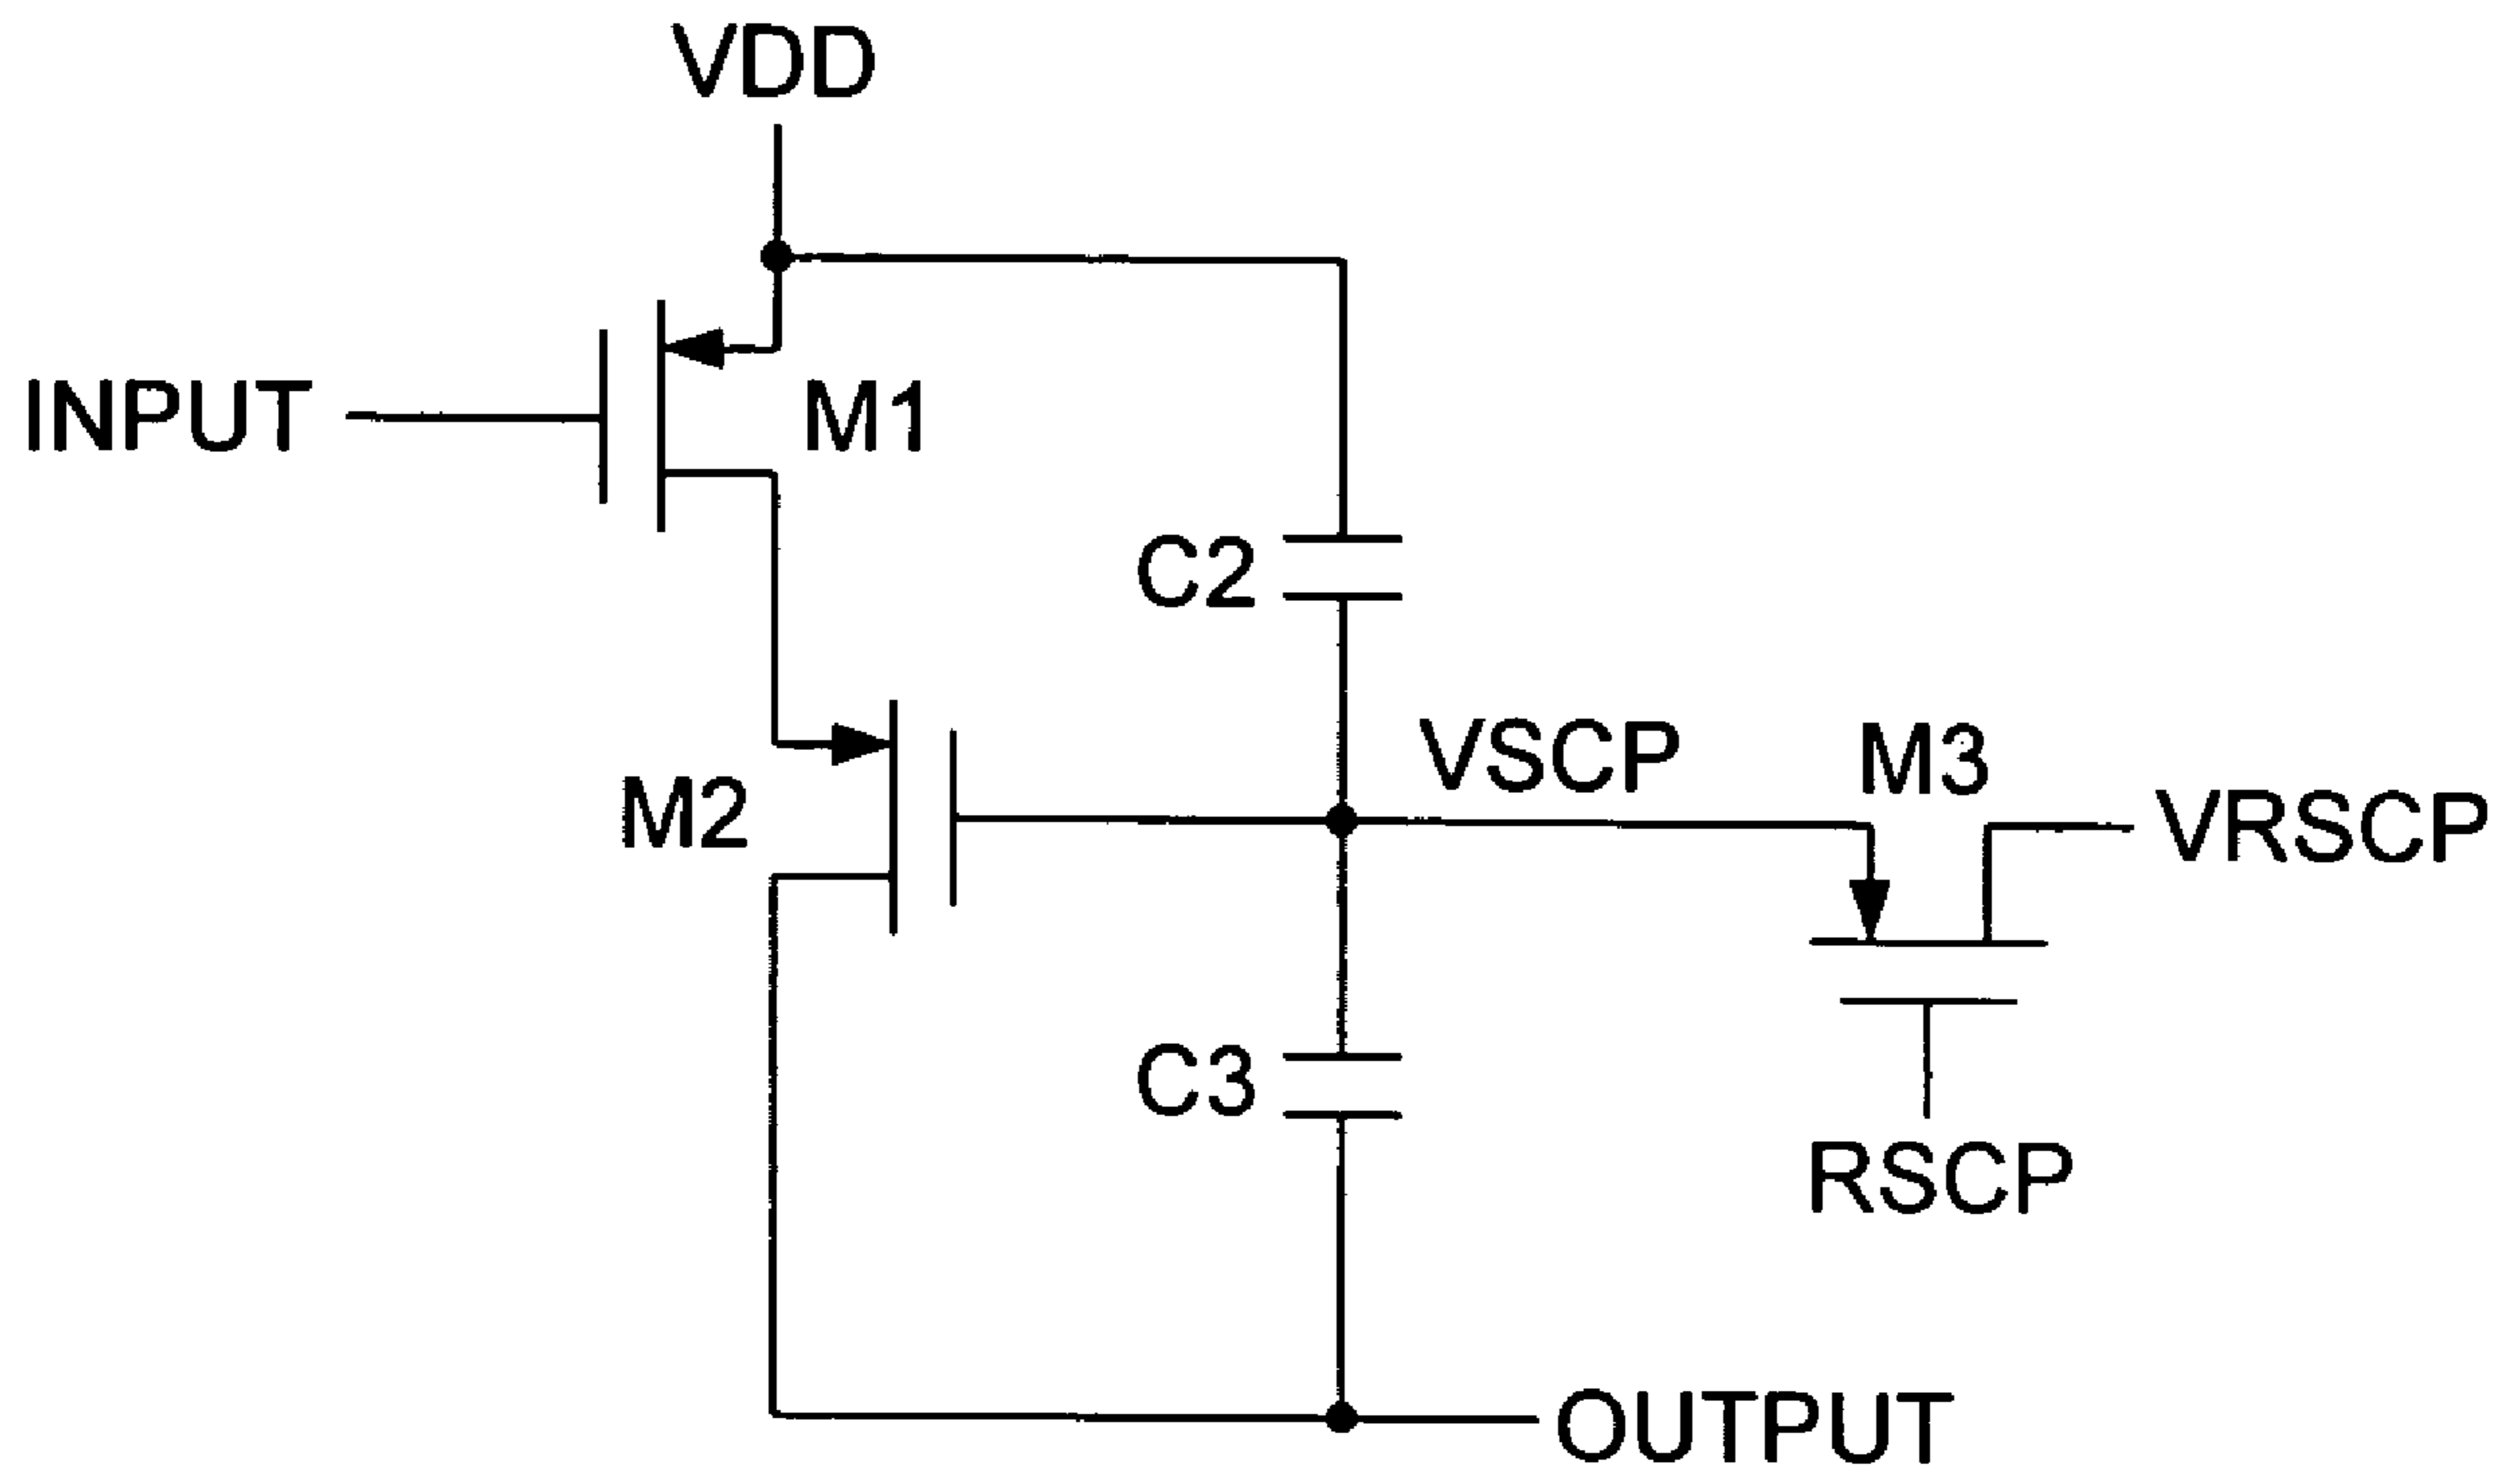 VDD
INPUT
M1
C2
VSCP
M3
M2
VRSCP
C3
RSCP
OUTPUT